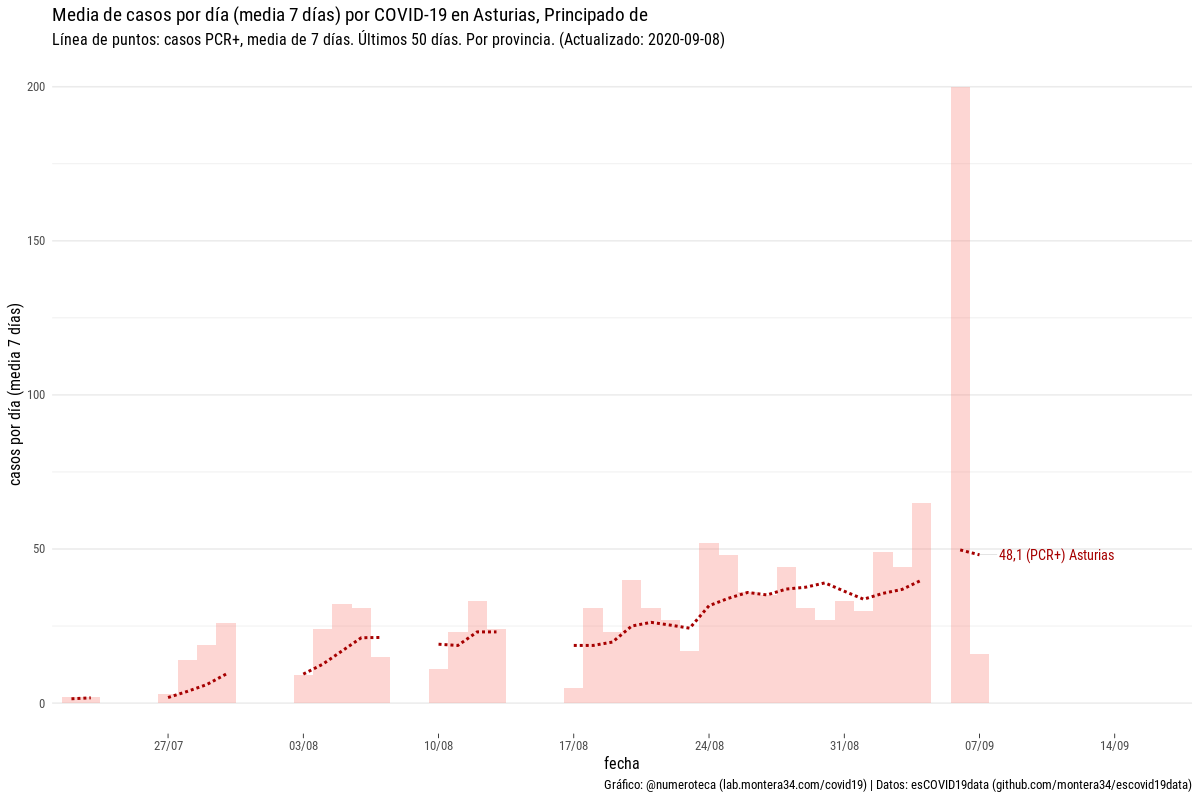 Media de casos por día (media 7 días) por COVID-19 en Asturias, Principado de
Línea de puntos: casos PCR+, media de 7 días. Últimos 50 días. Por provincia. (Actualizado: 2020-09-08)
casos por día (media 7 días)
200
150
100
50
0
48,1 (PCR+) Asturias
27/07
03/08
10/08
17/08
24/08
31/08
07/09
14/09
fecha
Gráfico: @numeroteca (lab.montera34.com/covid19) | Datos: esCOVID19data (github.com/montera34/escovid19data)